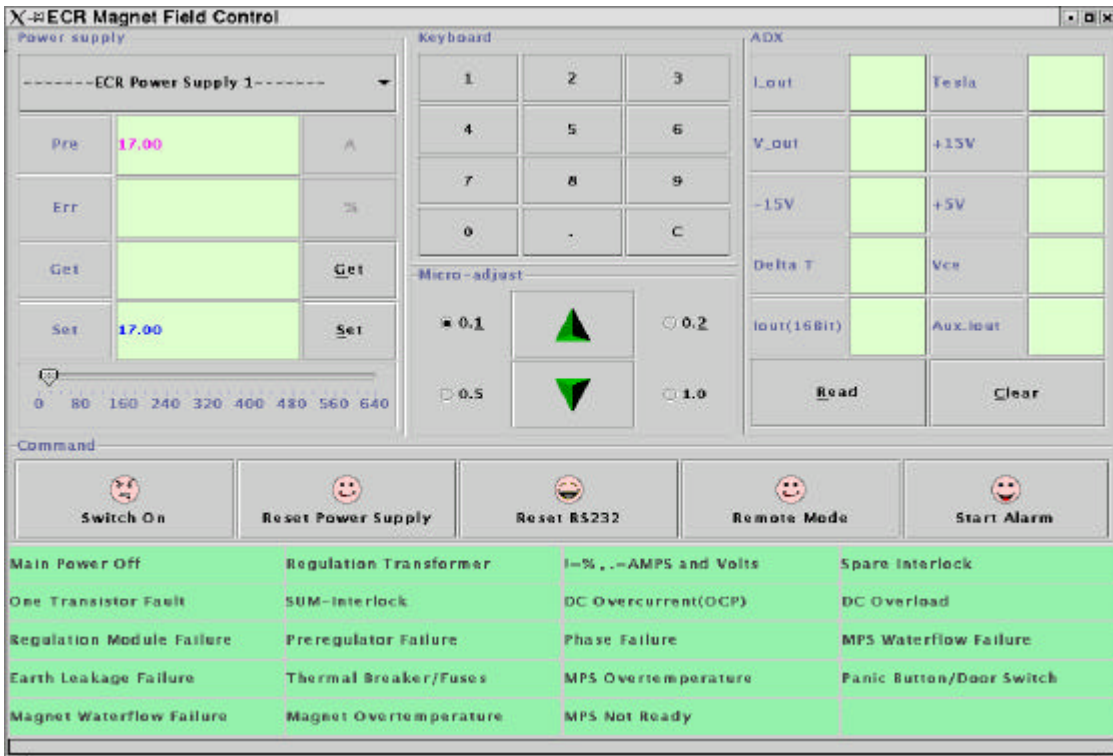 ECR Magnet Field Control
Power supply
-------ECR Power Supply 1-------
Pre 17.00 A
Err %
Get Get
Set 17.00 Set
0 80 160 240 320 400 480 560 640
Keyboard
1 2 3
4 5 6
7 8 9
0 . C
Micro-adjust
0.1 0.2
0.5 1.0
ADX
I_out Tesla
V_out +15V
-15V +5V
Delta T Vce
Iout(16Bit) Aux.Iout
Read Clear
Command
Switch On Reset Power Supply Reset RS232 Remote Mode Start Alarm
Main Power Off Regulation Transformer I-%,.-AMPS and Volts Spare Interlock
One Transistor Fault SUM-Interlock DC Overcurrent(OCP) DC Overload
Regulation Module Failure Preregulator Failure Phase Failure MPS Waterflow Failure
Earth Leakage Failure Thermal Breaker/Fuses MPS Overtemperature Panic Button/Door Switch
Magnet Waterflow Failure Magnet Overtemperature MPS Not Ready